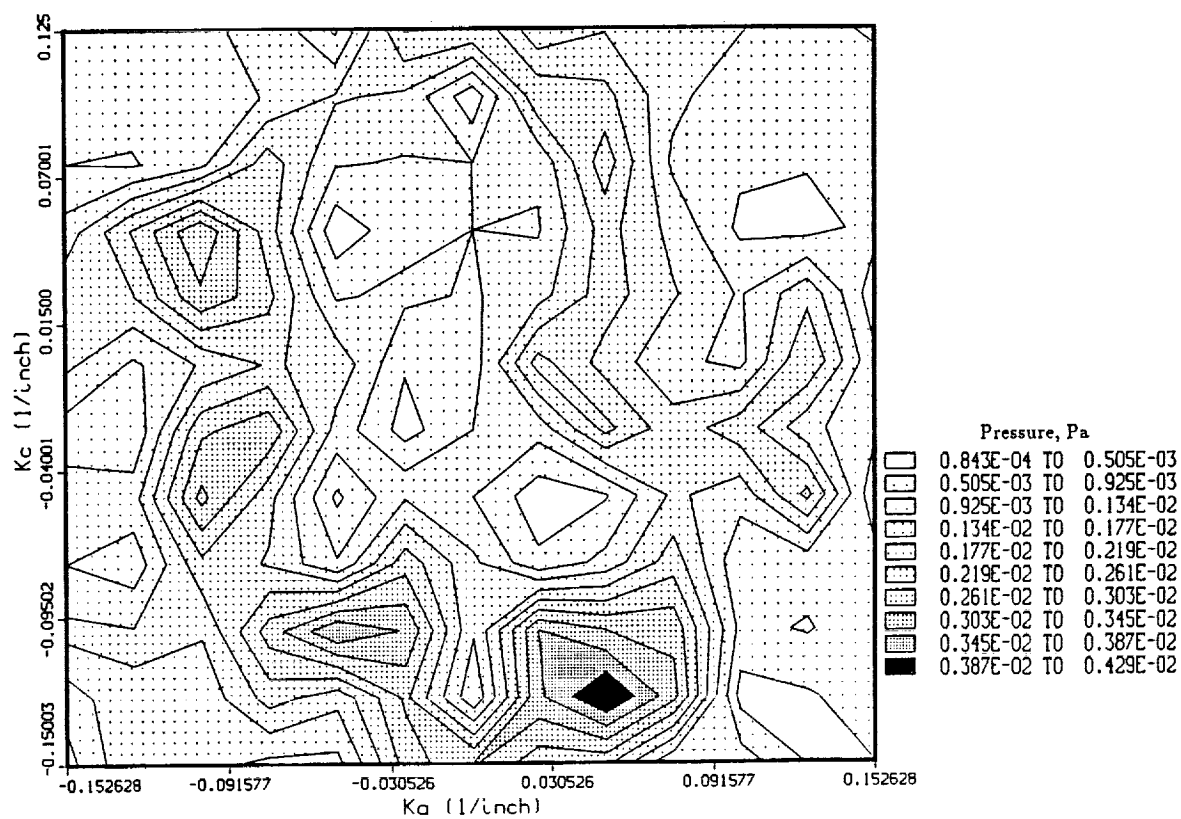 0.125
0.07001
0.01500
-0.04001
-0.09502
-0.15003
Kc (1/inch)
-0.152628 -0.091577 -0.030526 0.030526 0.091577 0.152628
Ka (1/inch)
Pressure, Pa
0.843E-04 TO 0.505E-03
0.505E-03 TO 0.925E-03
0.925E-03 TO 0.134E-02
0.134E-02 TO 0.177E-02
0.177E-02 TO 0.219E-02
0.219E-02 TO 0.261E-02
0.261E-02 TO 0.303E-02
0.303E-02 TO 0.345E-02
0.345E-02 TO 0.387E-02
0.387E-02 TO 0.429E-02